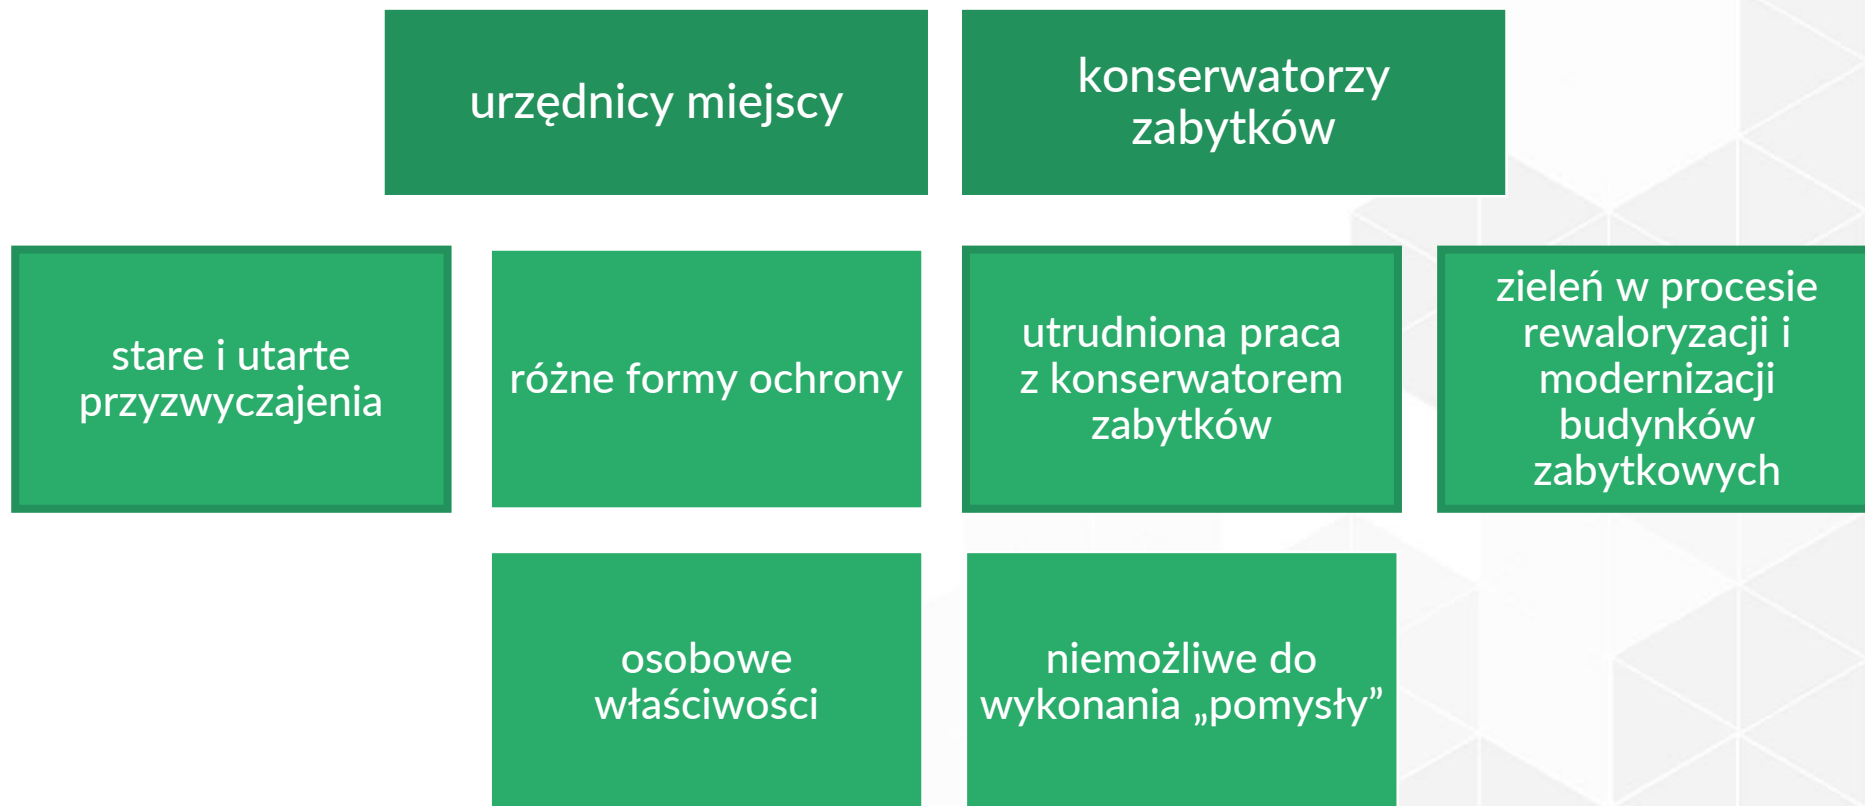 urzędnicy miejscy
konserwatorzy
zabytków
stare i utarte
przyzwyczajenia
różne formy ochrony
utrudniona praca
z konserwatorem
zabytków
zieleń w procesie
rewaloryzacji i
modernizacji
budynków
zabytkowych
osobowe
właściwości
niemożliwe do
wykonania „pomysły”